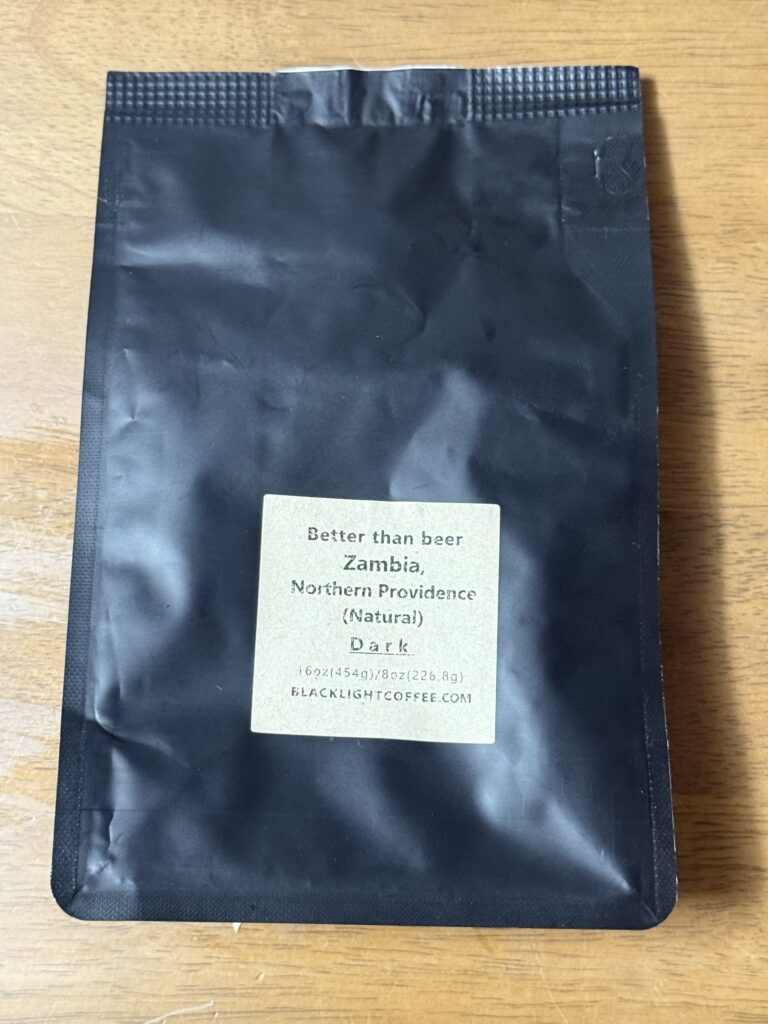 Better than beer
Zambia,
Northern Providence
(Natural)
Dark
16oz(454g)/8oz(226.8g)
BLACKLIGHTCOFFEE.COM